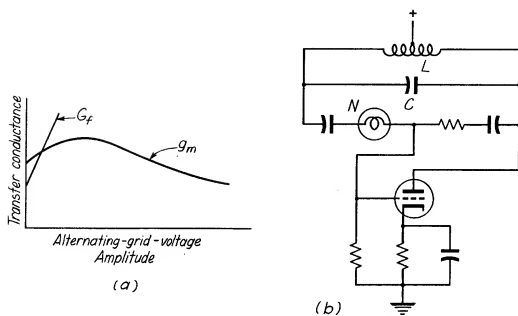 Transfer conductance
G_f
g_m
Alternating-grid-voltage
Amplitude
(a)
+
L
C
N
(b)